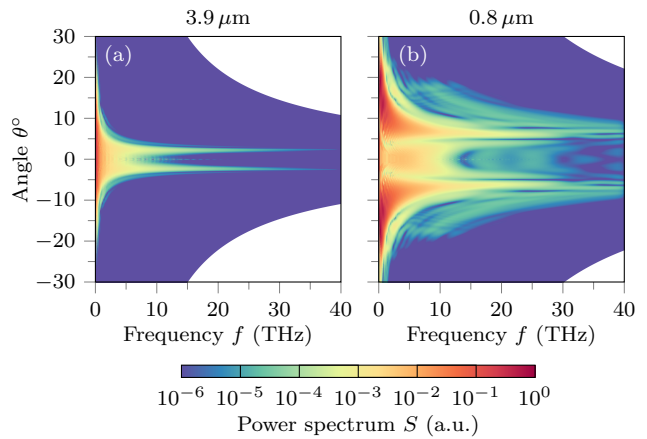 3.9 μm 0.8 μm
(a) (b)
Angle θ°
30
20
10
0
−10
−20
−30
0 10 20 30 40 0 10 20 30 40
Frequency f (THz) Frequency f (THz)
10⁻⁶ 10⁻⁵ 10⁻⁴ 10⁻³ 10⁻² 10⁻¹ 10⁰
Power spectrum S (a.u.)